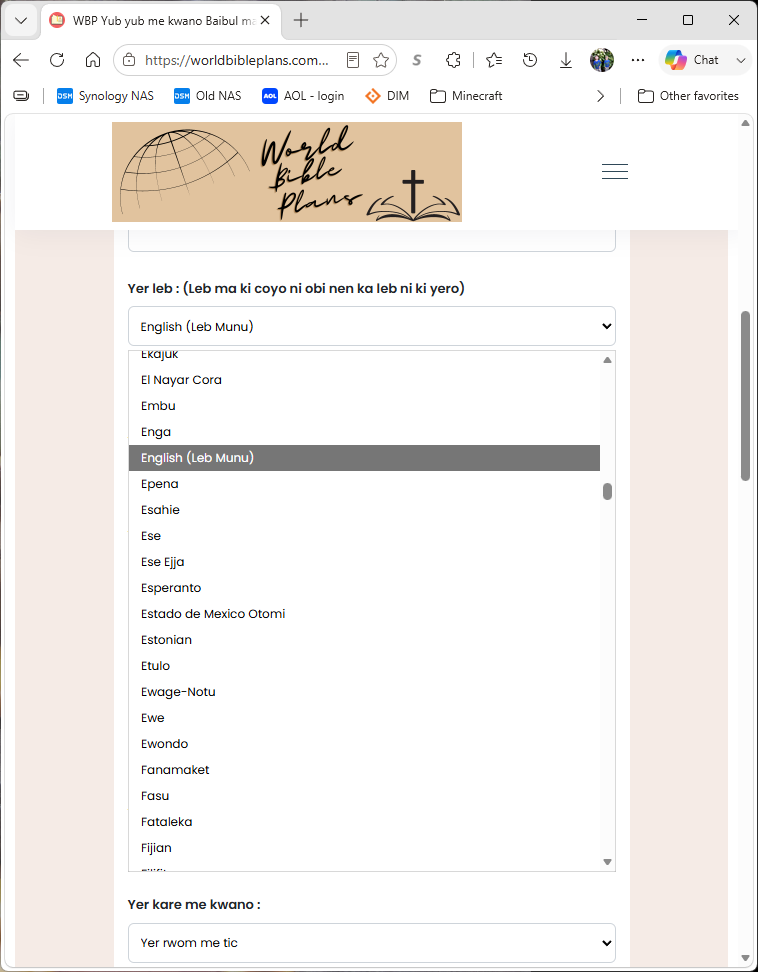 WBP Yub yub me kwano Baibul ma
https://worldbibleplans.com...
Chat
Synology NAS
Old NAS
AOL - login
DIM
Minecraft
Other favorites
World
Bible
Plans
Yer leb : (Leb ma ki coyo ni obi nen ka leb ni ki yero)
English (Leb Munu)
Ekajuk
El Nayar Cora
Embu
Enga
English (Leb Munu)
Epena
Esahie
Ese
Ese Ejja
Esperanto
Estado de Mexico Otomi
Estonian
Etulo
Ewage-Notu
Ewe
Ewondo
Fanamaket
Fasu
Fataleka
Fijian
Yer kare me kwano :
Yer rwom me tic